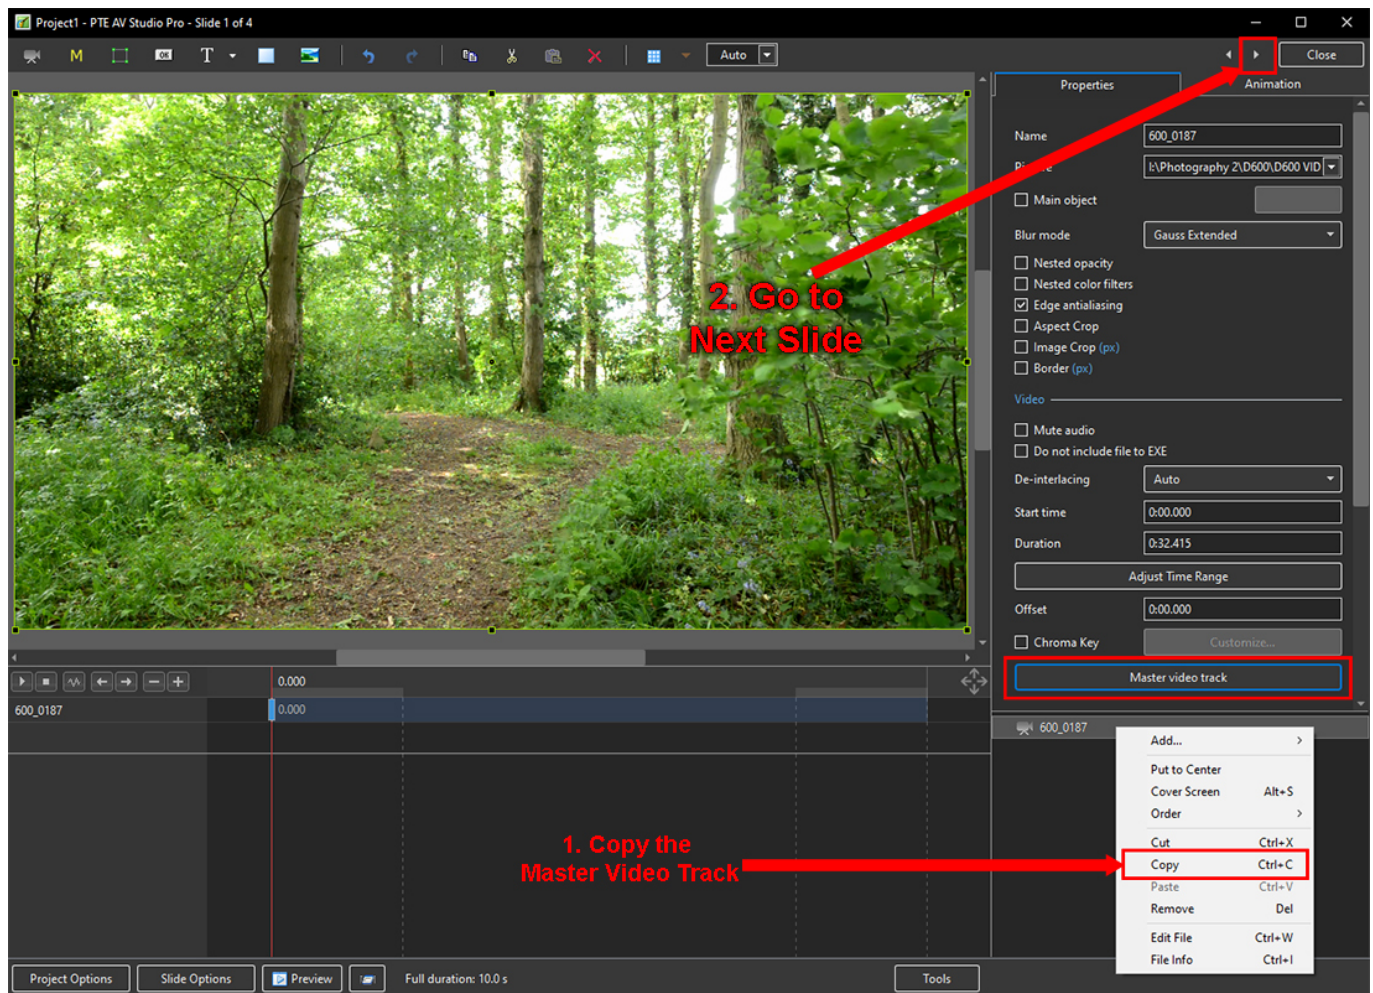 Project1 - PTE AV Studio Pro - Slide 1 of 4
M
OK
T
Auto
Close
Properties
Animation
Name
600_0187
I:\Photography 2\D600\D600 VID
Main object
Blur mode
Gauss Extended
Nested opacity
Nested color filters
Edge antialiasing
Aspect Crop
Image Crop (px)
Border (px)
Video
Mute audio
Do not include file to EXE
De-interlacing
Auto
Start time
0:00.000
Duration
0:32.415
Adjust Time Range
Offset
0:00.000
Chroma Key
Customize...
Master video track
2. Go to
Next Slide
0.000
600_0187
0.000
600_0187
Add...
Put to Center
Cover Screen Alt+S
Order
Cut Ctrl+X
Copy Ctrl+C
Paste Ctrl+V
Remove Del
Edit File Ctrl+W
File Info Ctrl+I
1. Copy the
Master Video Track
Project Options
Slide Options
Preview
Full duration: 10.0 s
Tools